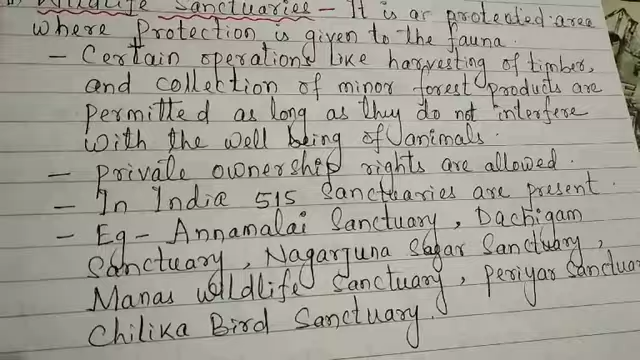 Wildlife Sanctuaries - It is a protected area
where Protection is given to the fauna.
- Certain operations like harvesting of timber,
and collection of minor forest products are
permitted as long as they do not interfere
with the well being of animals.
- Private ownership rights are allowed.
- In India 515 Sanctuaries are present.
- Eg - Annamalai Sanctuary, Dachigam
Sanctuary, Nagarjuna Sagar Sanctuary,
Manas wildlife Sanctuary, Periyar Sanctuar
Chilika Bird Sanctuary.